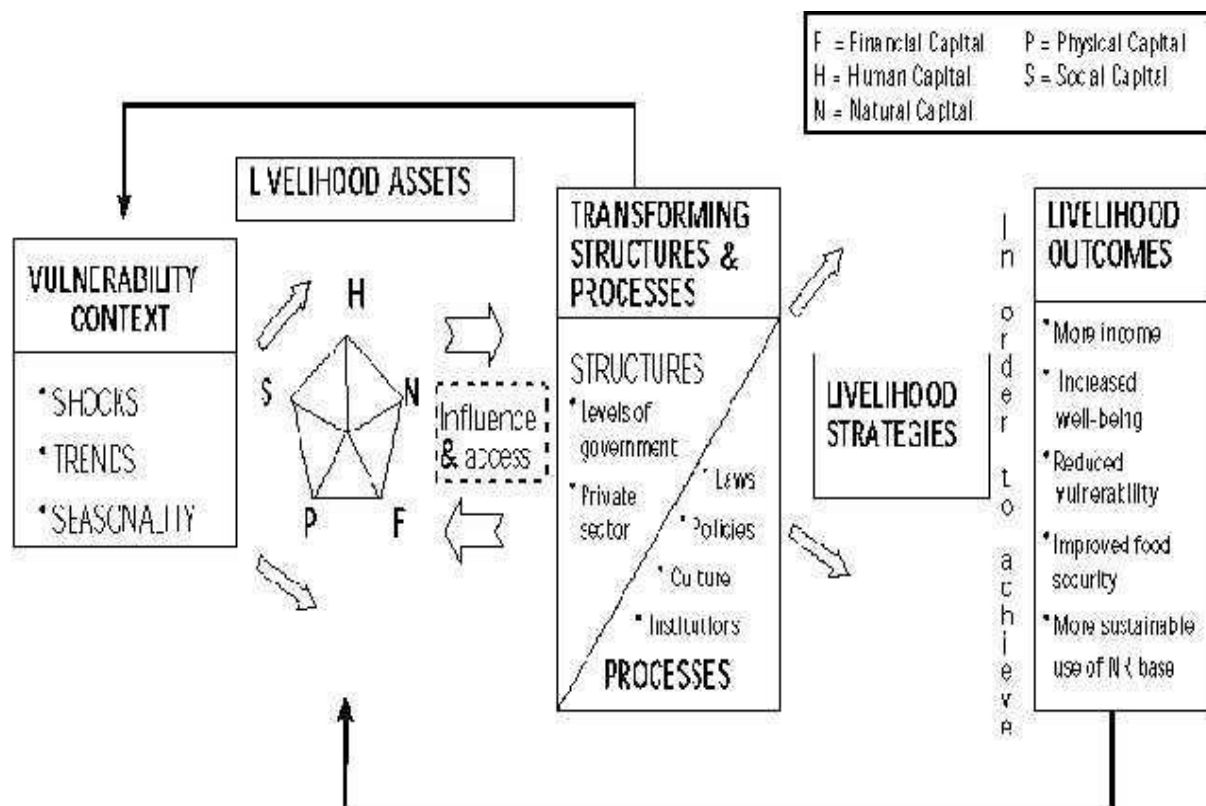 F = Financial Capital P = Physical Capital
H = Human Capital S = Social Capital
N = Natural Capital
LIVELIHOOD ASSETS
VULNERABILITY
CONTEXT
• SHOCKS
• TRENDS
• SEASONALITY
H
S
N
P
F
Influence
& access
TRANSFORMING
STRUCTURES &
PROCESSES
STRUCTURES
• Levels of
government
• Private
sector
• Laws
• Policies
• Culture
• Institutions
PROCESSES
LIVELIHOOD
STRATEGIES
In order to achieve
LIVELIHOOD
OUTCOMES
• More income
• Increased
well-being
• Reduced
vulnerability
• Improved food
security
• More sustainable
use of NR base